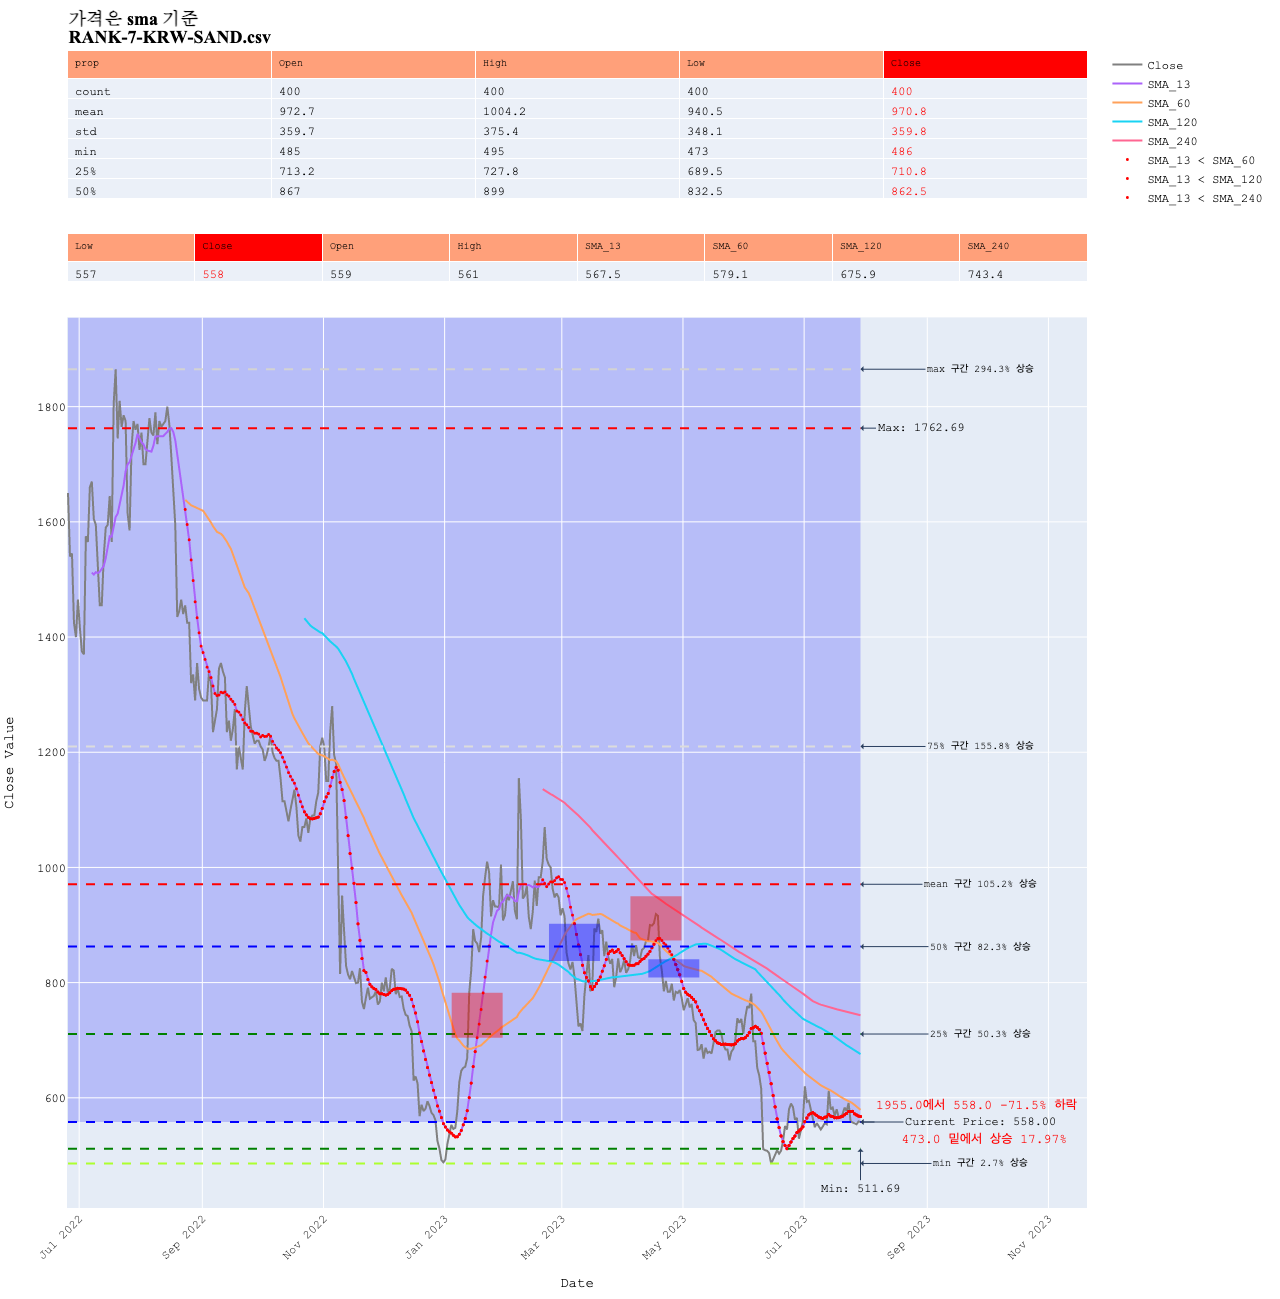 가격은 sma 기준
RANK-7-KRW-SAND.csv
prop Open High Low Close
count 400 400 400 400
mean 972.7 1004.2 940.5 970.8
std 359.7 375.4 348.1 359.8
min 485 495 473 486
25% 713.2 727.8 689.5 710.8
50% 867 899 832.5 862.5
Close
SMA_13
SMA_60
SMA_120
SMA_240
SMA_13 < SMA_60
SMA_13 < SMA_120
SMA_13 < SMA_240
Low Close Open High SMA_13 SMA_60 SMA_120 SMA_240
557 558 559 561 567.5 579.1 675.9 743.4
max 구간 294.3% 상승
1800
Max: 1762.69
1600
1400
1200
75% 구간 155.8% 상승
1000
mean 구간 105.2% 상승
50% 구간 82.3% 상승
800
25% 구간 50.3% 상승
600
1955.0에서 558.0 -71.5% 하락
Current Price: 558.00
473.0 밑에서 상승 17.97%
min 구간 2.7% 상승
Min: 511.69
Close Value
Jul 2022 Sep 2022 Nov 2022 Jan 2023 Mar 2023 May 2023 Jul 2023 Sep 2023 Nov 2023
Date